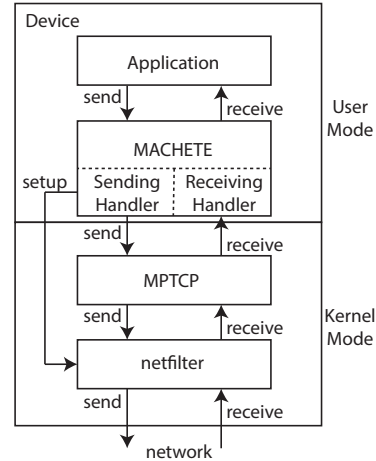 Device
Application
send
receive
User
Mode
MACHETE
setup
Sending
Handler
Receiving
Handler
send
receive
MPTCP
send
receive
Kernel
Mode
netfilter
send
receive
network